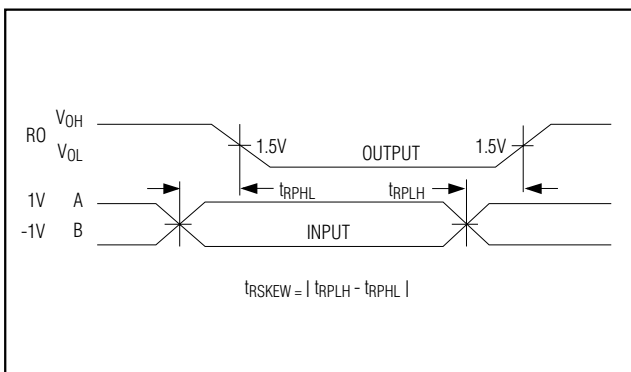 RO VOH
VOL
1.5V OUTPUT 1.5V
tRPHL tRPLH
1V A
-1V B INPUT
tRSKEW = | tRPLH - tRPHL |